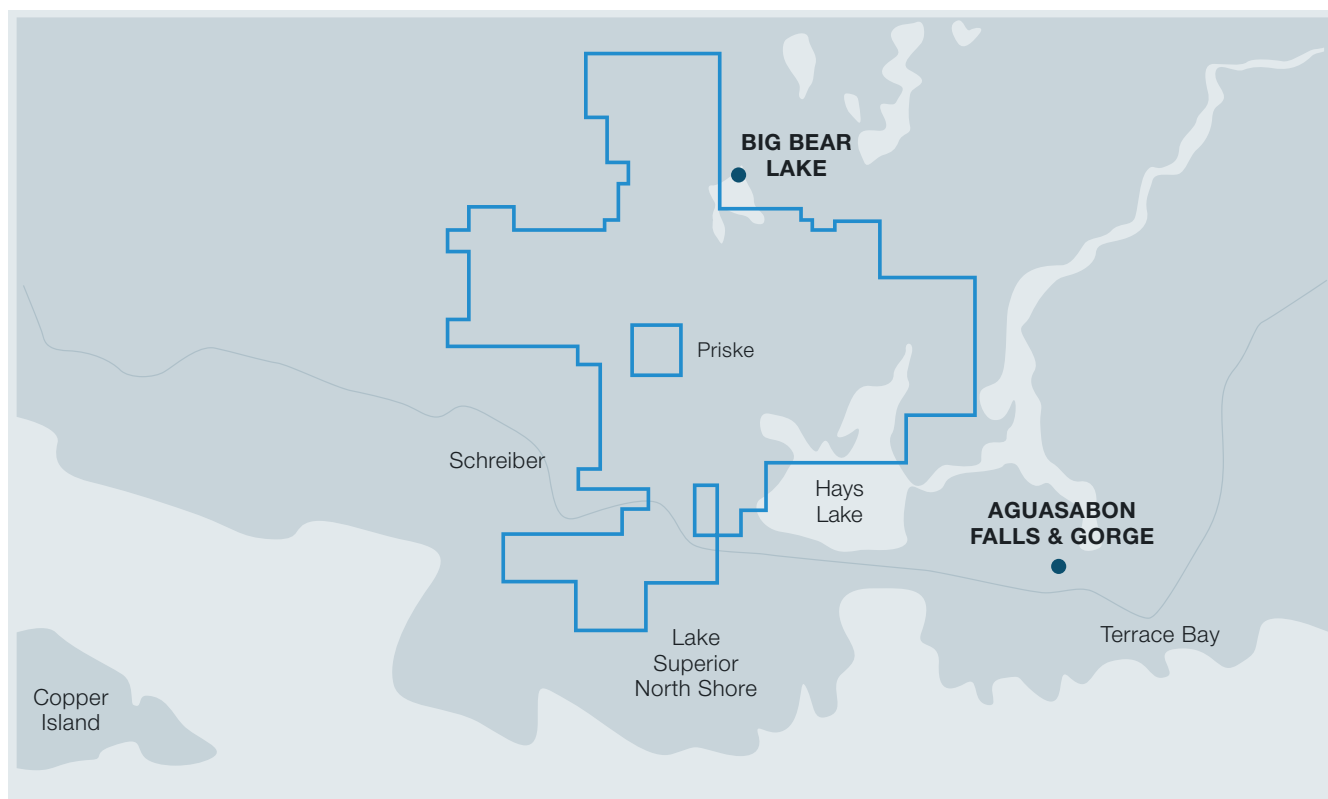 BIG BEAR
LAKE
Priske
Schreiber
Hays
Lake
AGUASABON
FALLS & GORGE
Terrace Bay
Lake
Superior
North Shore
Copper
Island